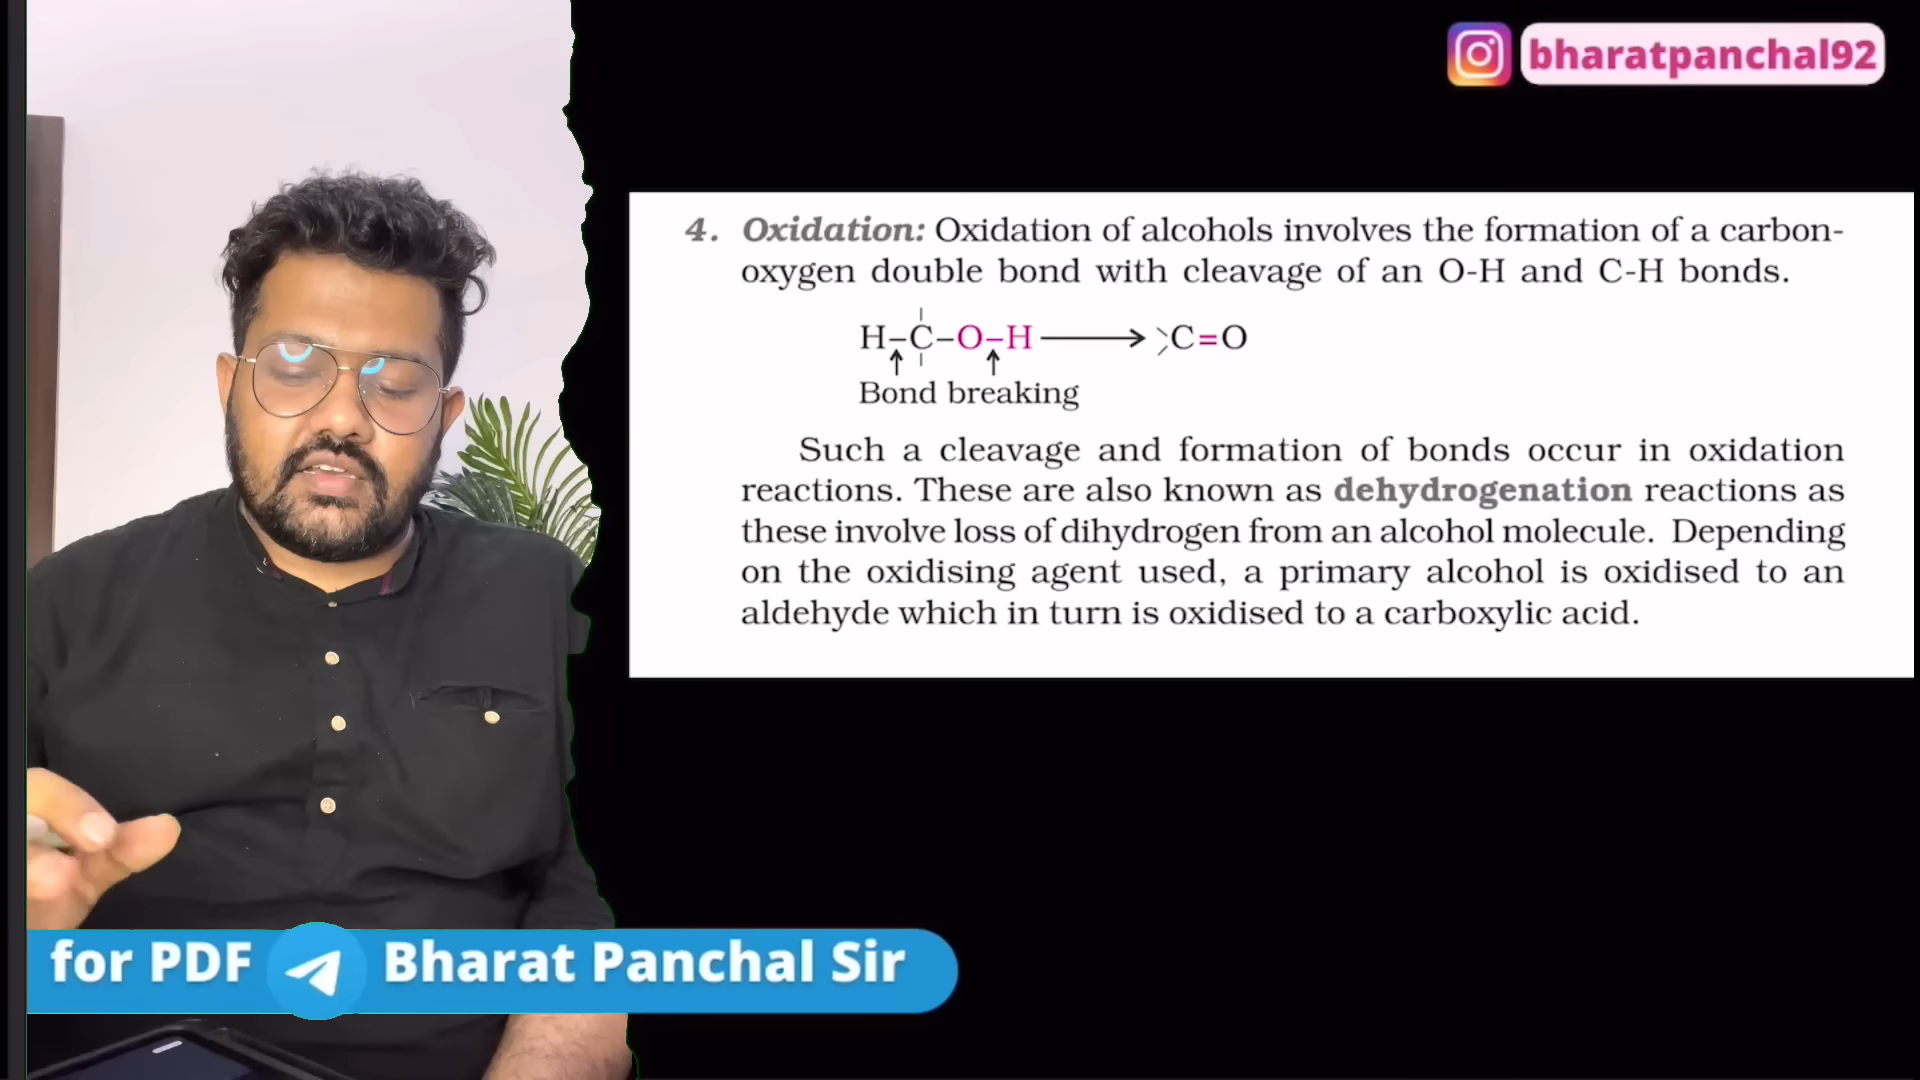 bharatpanchal92
4. Oxidation: Oxidation of alcohols involves the formation of a carbon-
oxygen double bond with cleavage of an O-H and C-H bonds.
H–C–O–H ⟶ C=O
Bond breaking
Such a cleavage and formation of bonds occur in oxidation
reactions. These are also known as dehydrogenation reactions as
these involve loss of dihydrogen from an alcohol molecule. Depending
on the oxidising agent used, a primary alcohol is oxidised to an
aldehyde which in turn is oxidised to a carboxylic acid.
for PDF Bharat Panchal Sir